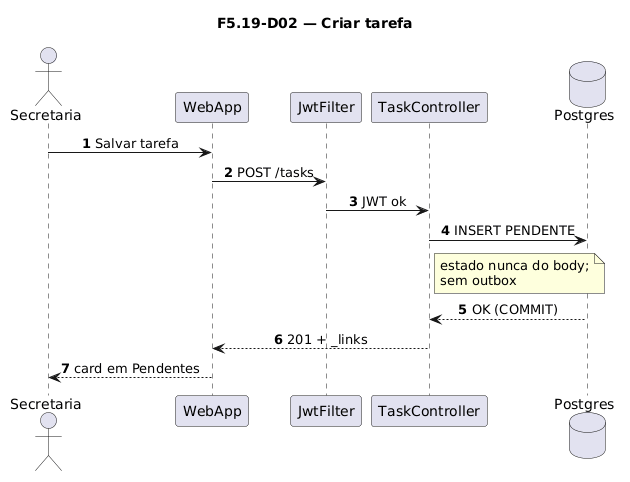 F5.19-D02 — Criar tarefa
Secretaria
WebApp
JwtFilter
TaskController
Postgres
1 Salvar tarefa
2 POST /tasks
3 JWT ok
4 INSERT PENDENTE
estado nunca do body;
sem outbox
5 OK (COMMIT)
6 201 + _links
7 card em Pendentes
Secretaria
WebApp
JwtFilter
TaskController
Postgres